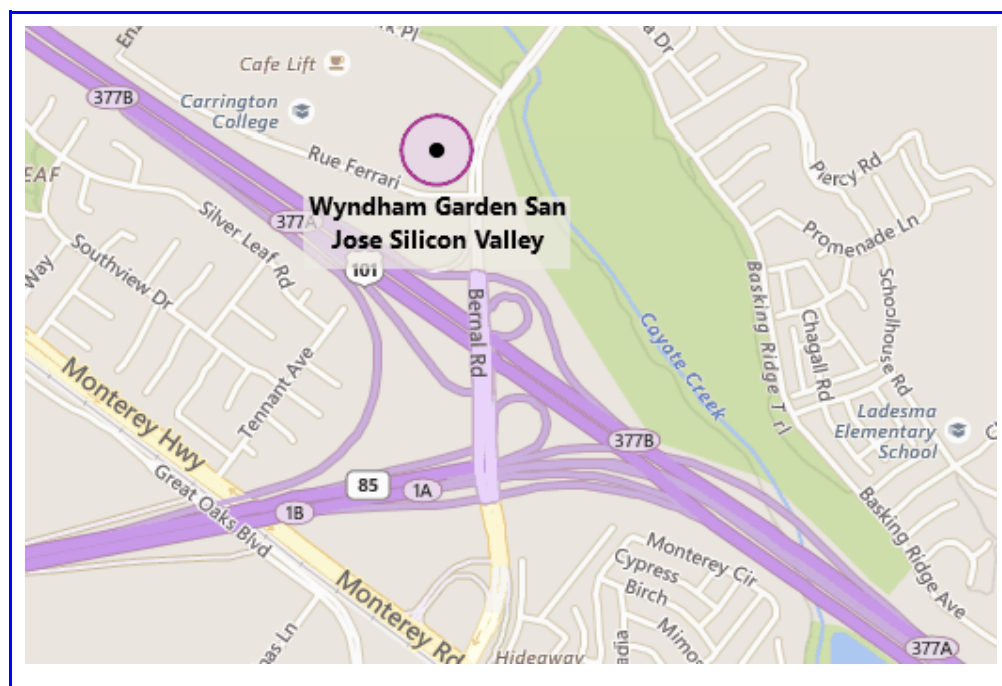 Cafe Lift
377B
Carrington
College
Rue Ferrari
Wyndham Garden San
Jose Silicon Valley
377A
101
Silver Leaf Rd
Southview Dr
Way
Piercy Rd
Promenade Ln
Schoolhouse Rd
Chagall Rd
Basking Ridge Trl
Coyote Creek
Bernal Rd
Monterey Hwy
Tennant Ave
Ladesma
Elementary
School
377B
85
1A
1B
Great Oaks Blvd
Basking Ridge Ave
Monterey Rd
Monterey Cir
Cypress
Birch
Mimos
Hideaway
377A